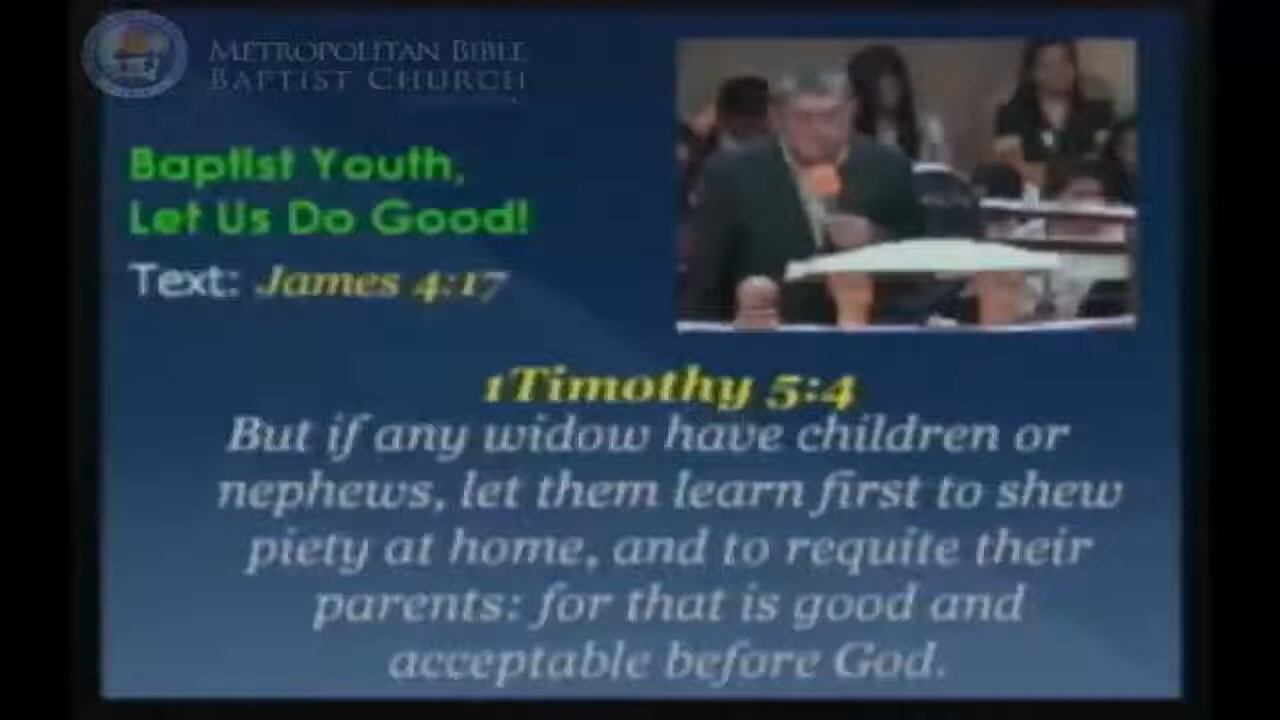 METROPOLITAN BIBLE
BAPTIST CHURCH
Baptist Youth,
Let Us Do Good!
Text: James 4:17
1Timothy 5:4
But if any widow have children or
nephews, let them learn first to shew
piety at home, and to requite their
parents: for that is good and
acceptable before God.